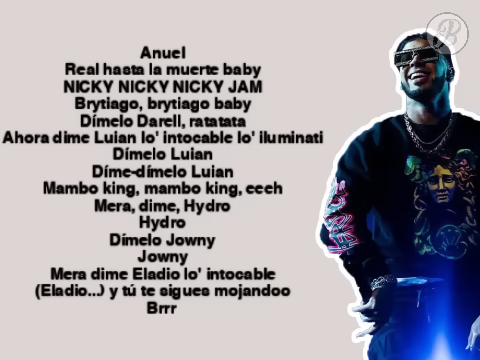 Anuel
Real hasta la muerte baby
NICKY NICKY NICKY JAM
Brytiago, brytiago baby
Dímelo Darell, ratatata
Ahora dime Luian lo' intocable lo' iluminati
Dímelo Luian
Díme-dímelo Luian
Mambo king, mambo king, eeeh
Mera, dime, Hydro
Hydro
Dímelo Jowny
Jowny
Mera dime Eladio lo' intocable
(Eladio...) y tú te sigues mojandoo
Brrr